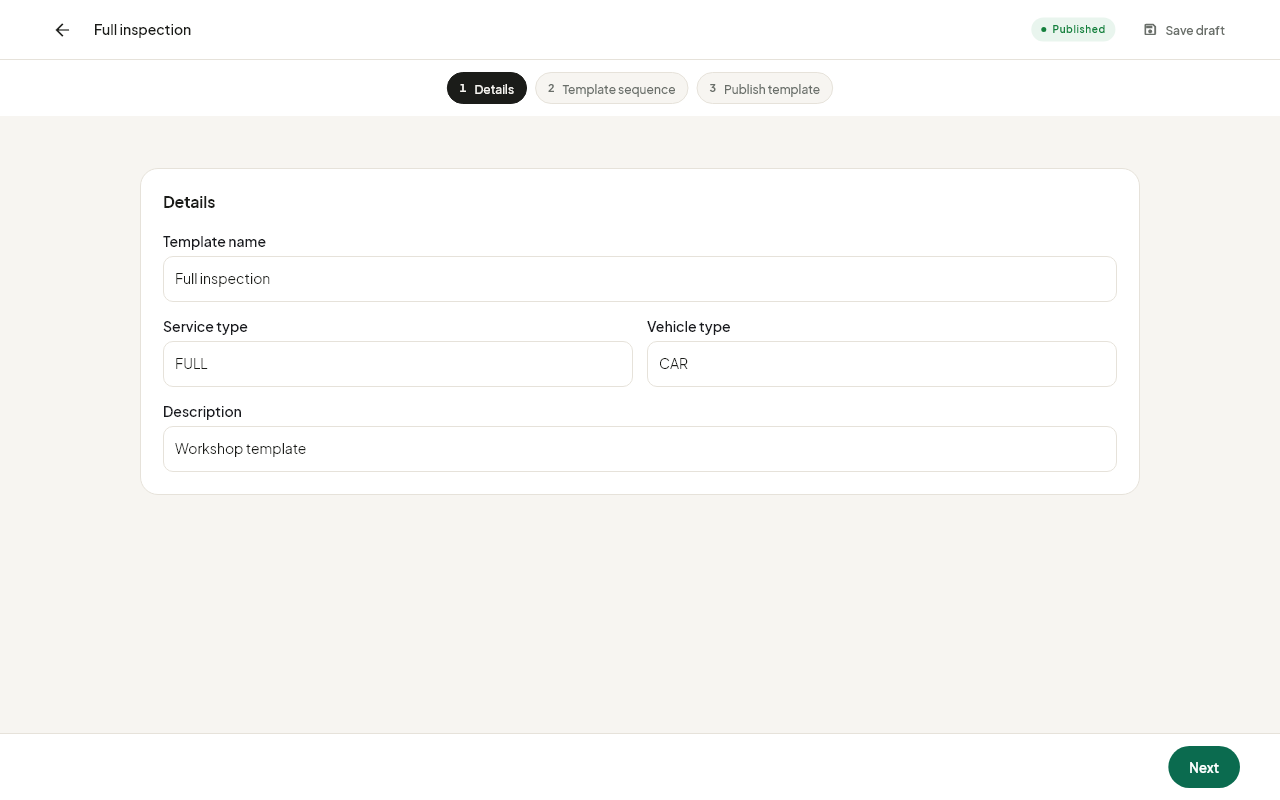 Full inspection
Published
Save draft
1 Details
2 Template sequence
3 Publish template
Details
Template name
Full inspection
Service type
Vehicle type
FULL
CAR
Description
Workshop template
Next